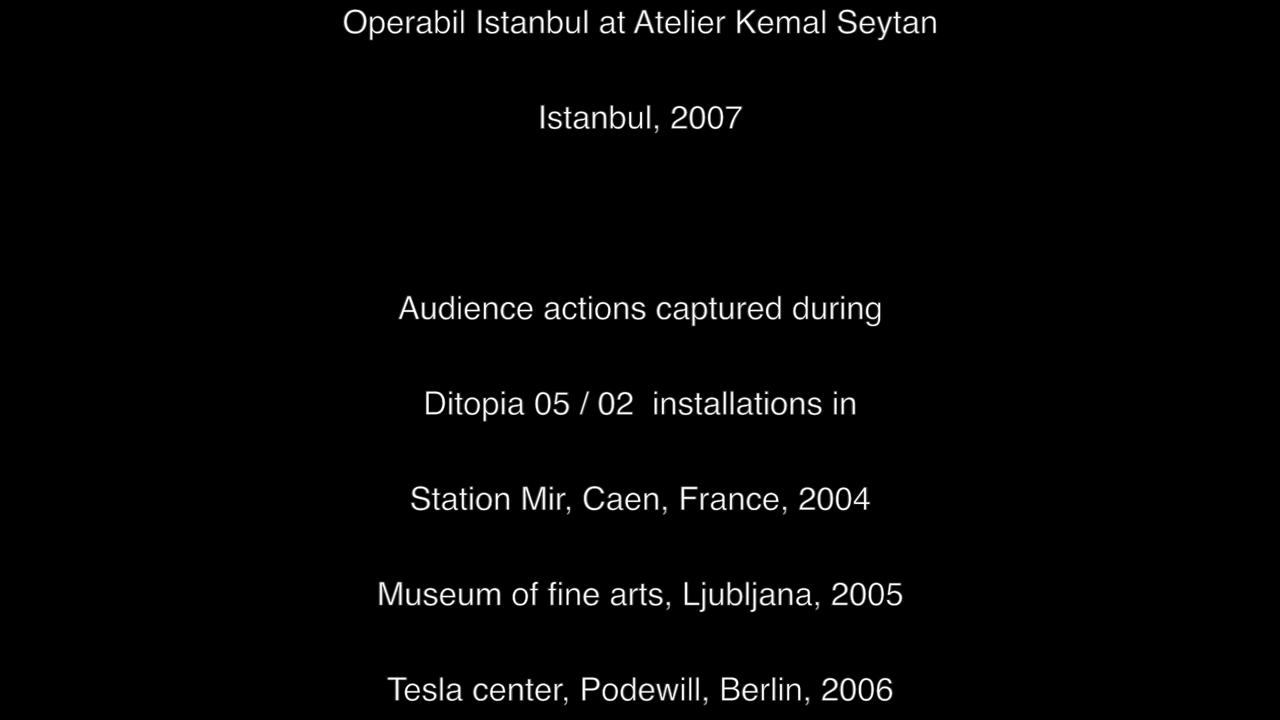 Operabil Istanbul at Atelier Kemal Seytan
Istanbul, 2007
Audience actions captured during
Ditopia 05 / 02  installations in
Station Mir, Caen, France, 2004
Museum of fine arts, Ljubljana, 2005
Tesla center, Podewill, Berlin, 2006